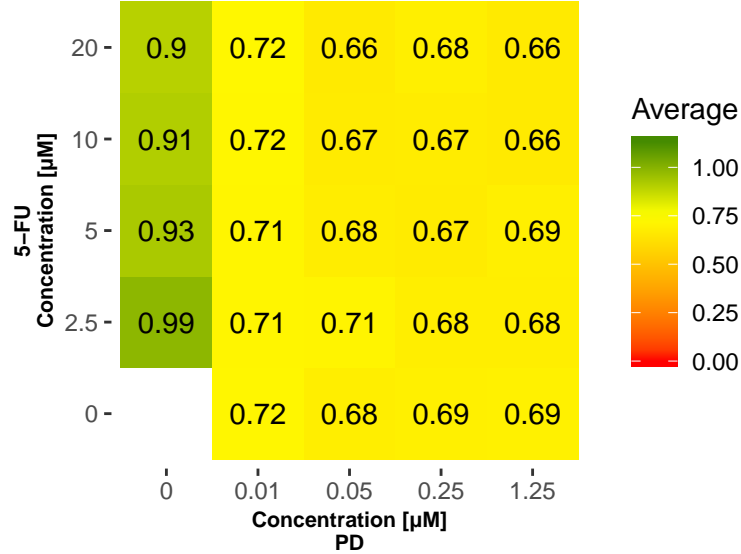 20 0.9 0.72 0.66 0.68 0.66
10 0.91 0.72 0.67 0.67 0.66
5 0.93 0.71 0.68 0.67 0.69
2.5 0.99 0.71 0.71 0.68 0.68
0 0.72 0.68 0.69 0.69
0 0.01 0.05 0.25 1.25
Concentration [µM]
PD
5−FU
Concentration [µM]
Average
1.00
0.75
0.50
0.25
0.00